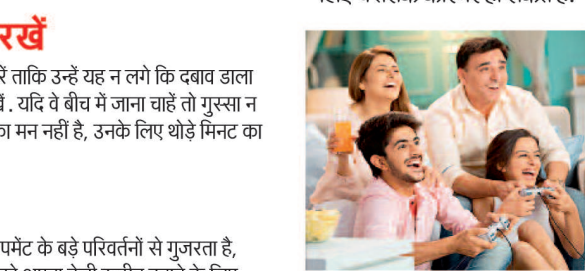 रखें
रें ताकि उन्हें यह न लगे कि दबाव डाला
खें. यदि वे बीच में जाना चाहें तो गुस्सा न
का मन नहीं है, उनके लिए थोड़े मिनट का
पमेंट के बड़े परिवर्तनों से गुजरता है,